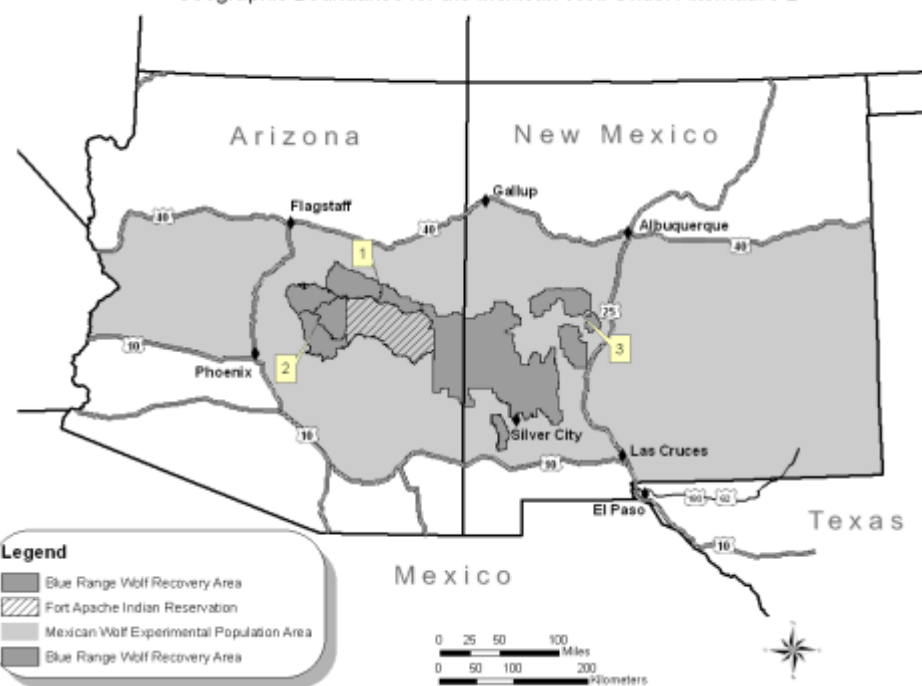 Arizona
New Mexico
Gallup
Flagstaff
40
40
Albuquerque
40
1
25
10
3
Phoenix
2
10
Silver City
Las Cruces
10
El Paso
180
62
Texas
10
Mexico
Legend
Blue Range Wolf Recovery Area
Fort Apache Indian Reservation
Mexican Wolf Experimental Population Area
Blue Range Wolf Recovery Area
0 25 50 100
Miles
0 50 100 200
Kilometers